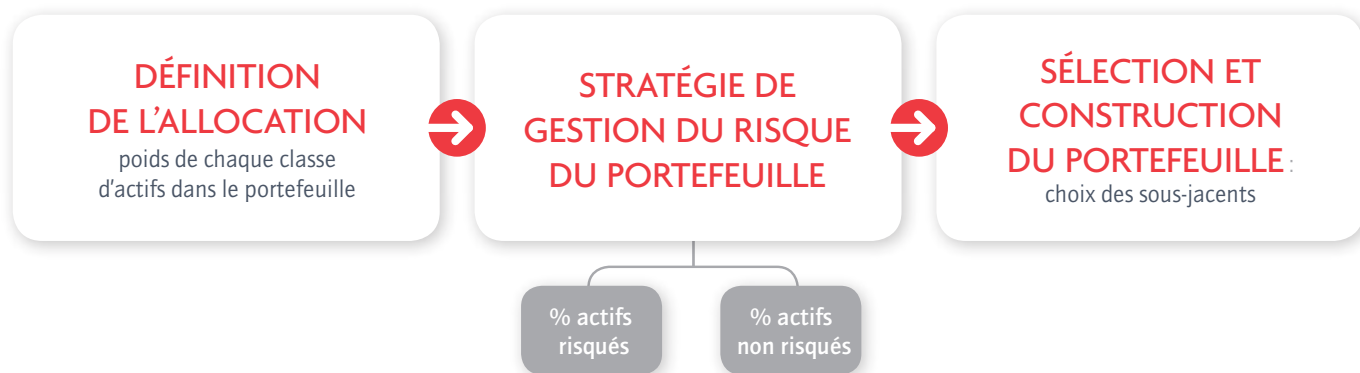 DÉFINITION
DE L’ALLOCATION
poids de chaque classe
d’actifs dans le portefeuille
STRATÉGIE DE
GESTION DU RISQUE
DU PORTEFEUILLE
SÉLECTION ET
CONSTRUCTION
DU PORTEFEUILLE :
choix des sous-jacents
% actifs
risqués
% actifs
non risqués